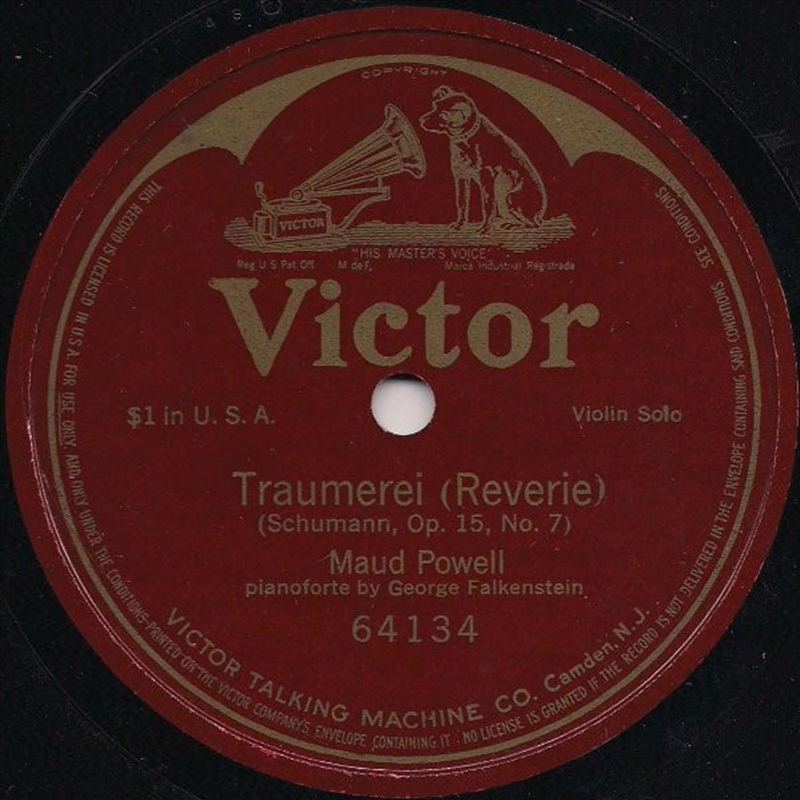 COPYRIGHT
VICTOR
"HIS MASTER'S VOICE"
Reg U S Pat Off M de F. Marca Industrial Registrada
Victor
$1 in U. S. A.
Violin Solo
Traumerei (Reverie)
(Schumann, Op. 15, No. 7)
Maud Powell
pianoforte by George Falkenstein
64134
VICTOR TALKING MACHINE CO. Camden, N.J.
THIS RECORD IS LICENSED IN U.S.A. FOR USE ONLY, AND ONLY UNDER THE CONDITIONS PRINTED ON THE VICTOR COMPANY'S ENVELOPE CONTAINING IT. NO LICENSE IS GRANTED IF THE RECORD IS NOT DELIVERED IN THE ENVELOPE CONTAINING SAID CONDITIONS. SEE CONDITIONS